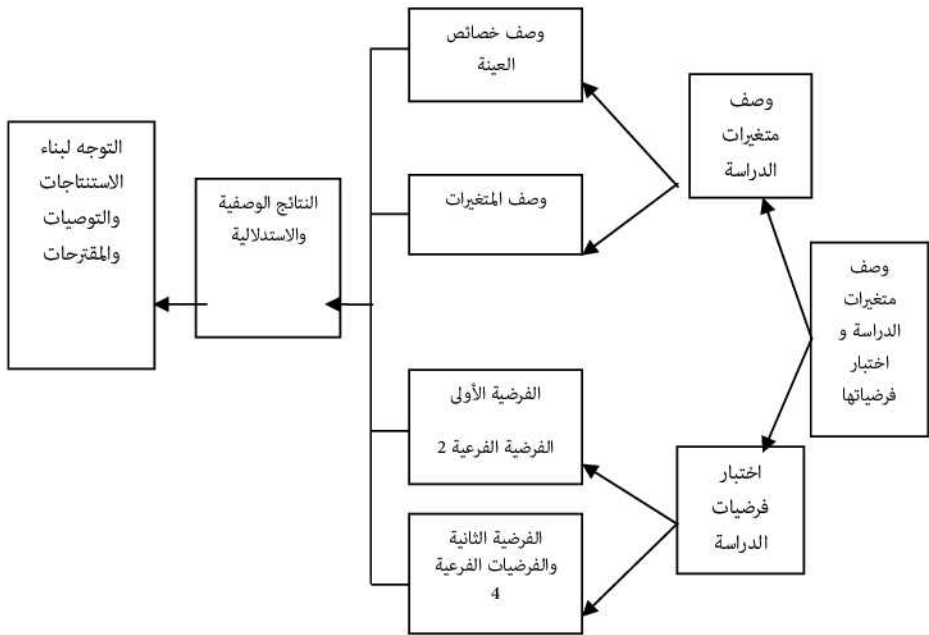 وصف
متغيرات
الدراسة و
اختبار
فرضياتها
وصف
متغيرات
الدراسة
اختبار
فرضيات
الدراسة
وصف خصائص
العينة
وصف المتغيرات
الفرضية الأولى
الفرضية الفرعية 2
الفرضية الثانية
والفرضيات الفرعية
4
النتائج الوصفية
والاستدلالية
التوجه لبناء
الاستنتاجات
والتوصيات
والمقترحات